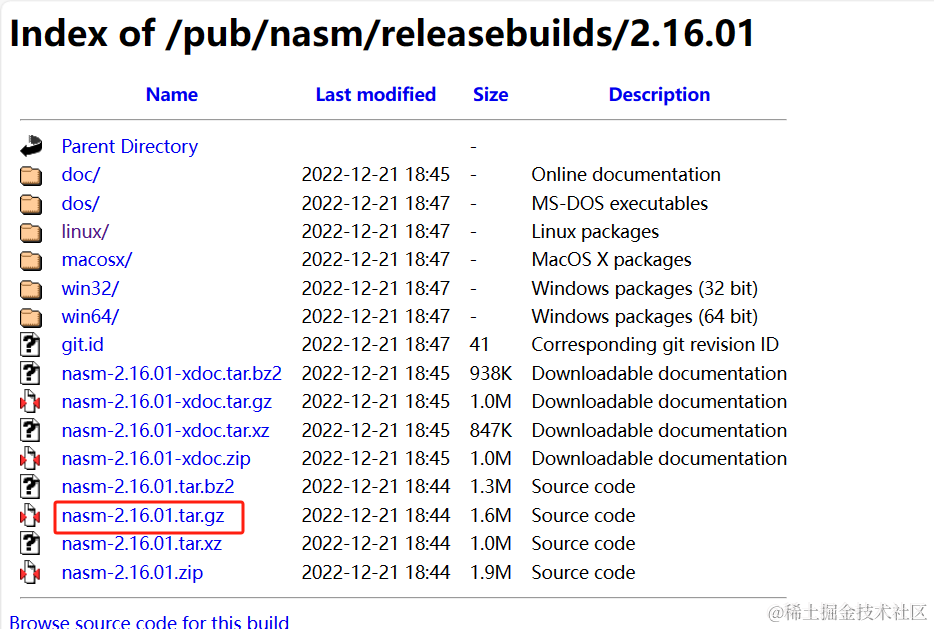 Index of /pub/nasm/releasebuilds/2.16.01
Name Last modified Size Description
Parent Directory -
doc/ 2022-12-21 18:45 - Online documentation
dos/ 2022-12-21 18:47 - MS-DOS executables
linux/ 2022-12-21 18:47 - Linux packages
macosx/ 2022-12-21 18:47 - MacOS X packages
win32/ 2022-12-21 18:47 - Windows packages (32 bit)
win64/ 2022-12-21 18:47 - Windows packages (64 bit)
git.id 2022-12-21 18:47 41 Corresponding git revision ID
nasm-2.16.01-xdoc.tar.bz2 2022-12-21 18:45 938K Downloadable documentation
nasm-2.16.01-xdoc.tar.gz 2022-12-21 18:45 1.0M Downloadable documentation
nasm-2.16.01-xdoc.tar.xz 2022-12-21 18:45 847K Downloadable documentation
nasm-2.16.01-xdoc.zip 2022-12-21 18:45 1.0M Downloadable documentation
nasm-2.16.01.tar.bz2 2022-12-21 18:44 1.3M Source code
nasm-2.16.01.tar.gz 2022-12-21 18:44 1.6M Source code
nasm-2.16.01.tar.xz 2022-12-21 18:44 1.0M Source code
nasm-2.16.01.zip 2022-12-21 18:44 1.9M Source code
@稀土掘金技术社区
Browse source code for this build